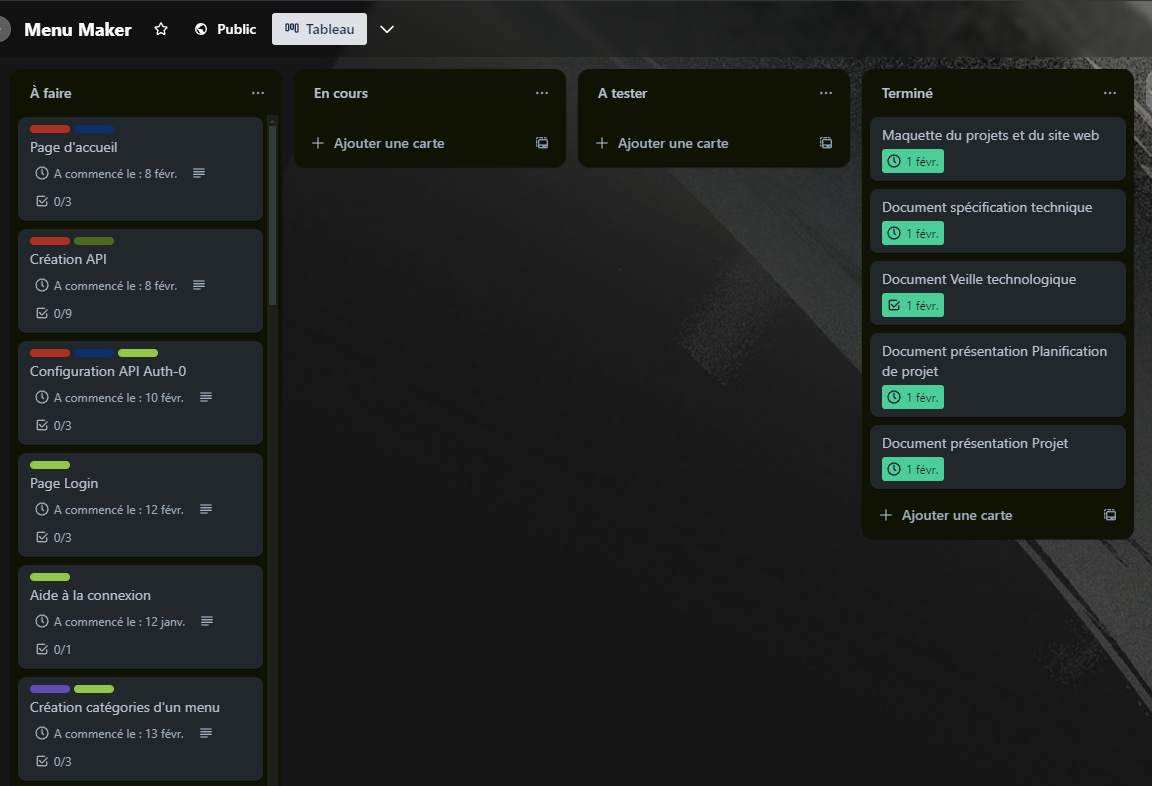 Menu Maker
Public
Tableau
À faire
Page d'accueil
A commencé le : 8 févr.
0/3
Création API
A commencé le : 8 févr.
0/9
Configuration API Auth-0
A commencé le : 10 févr.
0/3
Page Login
A commencé le : 12 févr.
0/3
Aide à la connexion
A commencé le : 12 janv.
0/1
Création catégories d'un menu
A commencé le : 13 févr.
0/3
En cours
Ajouter une carte
A tester
Ajouter une carte
Terminé
Maquette du projets et du site web
1 févr.
Document spécification technique
1 févr.
Document Veille technologique
1 févr.
Document présentation Planification
de projet
1 févr.
Document présentation Projet
1 févr.
Ajouter une carte